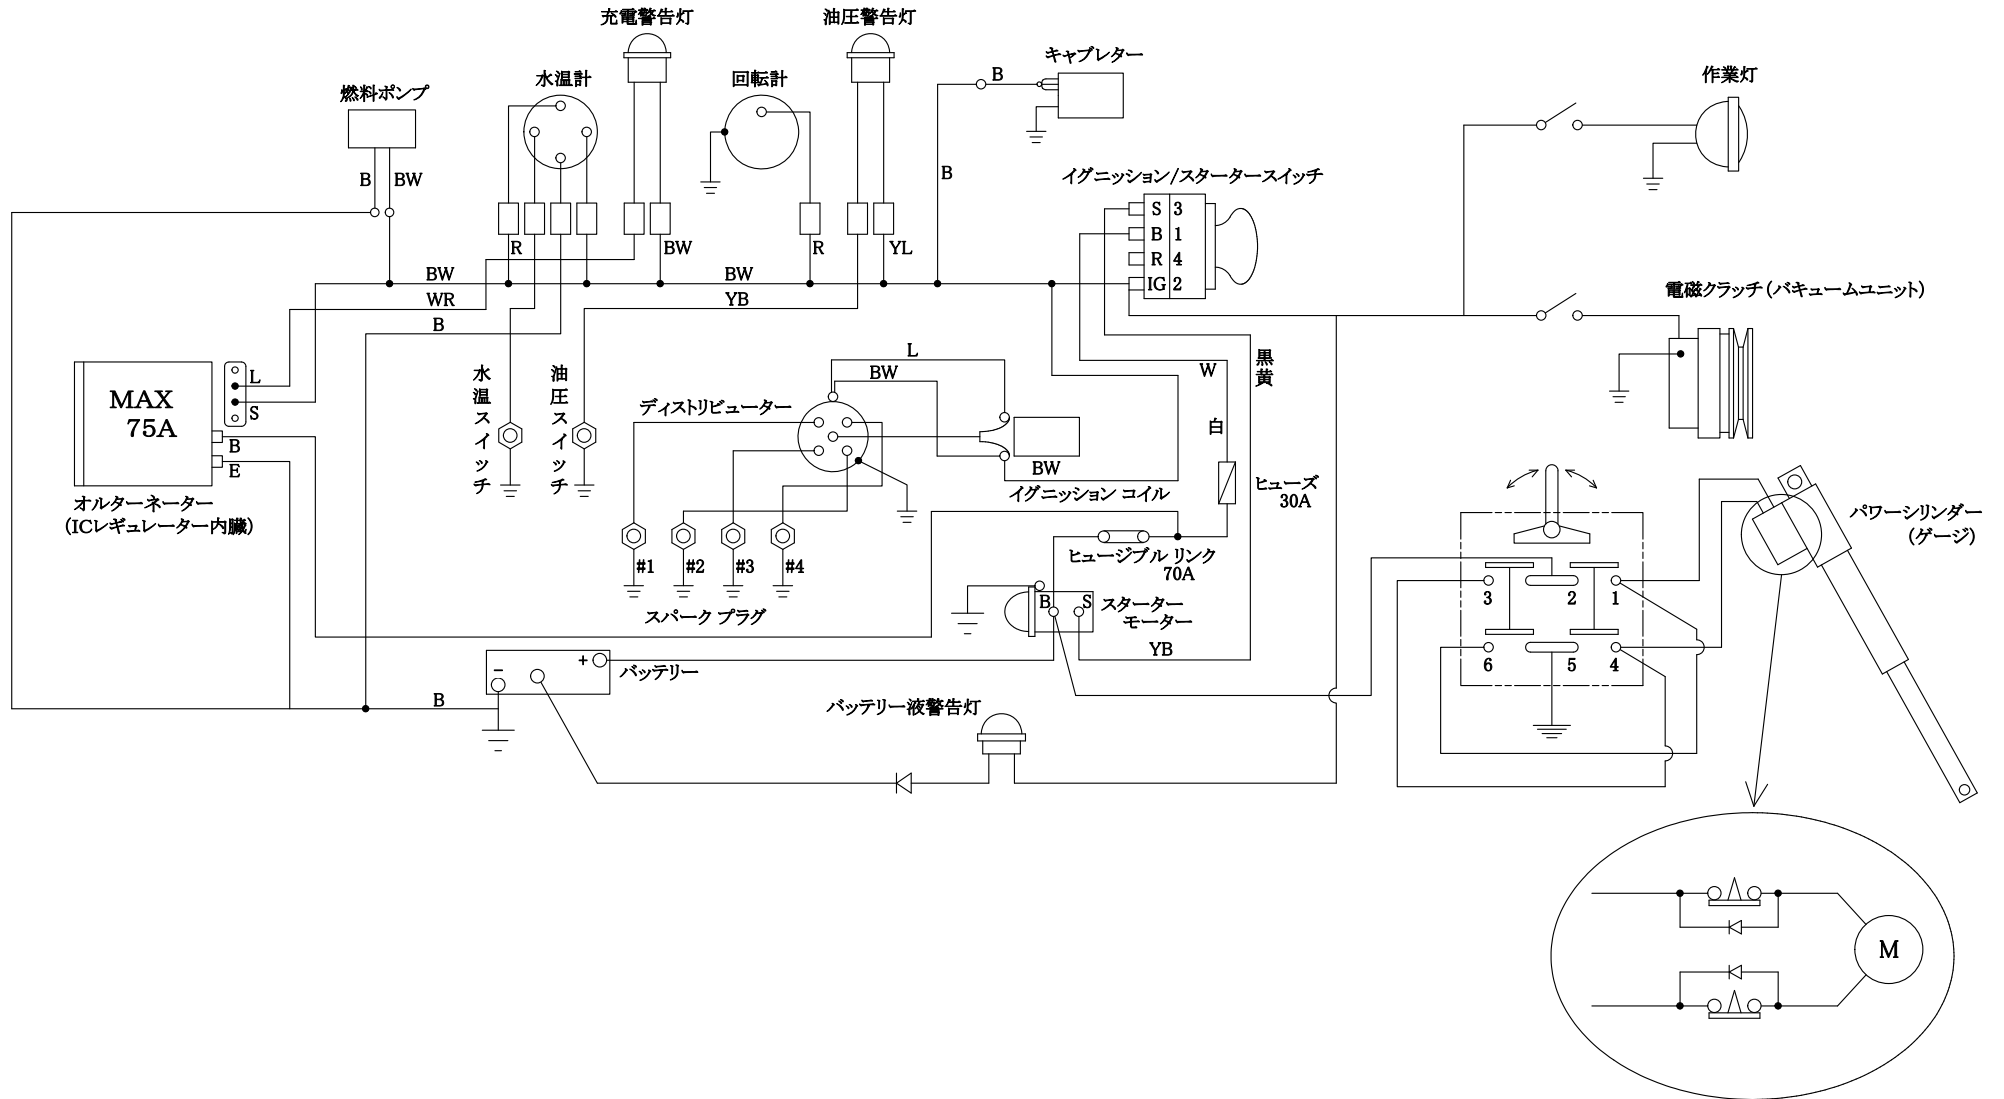 充電警告灯
油圧警告灯
キャブレター
水温計
回転計
作業灯
燃料ポンプ
B
B
BW
B
イグニッション/スタータースイッチ
S 3
B 1
R 4
IG 2
R
BW
R
YL
BW
BW
WR
YB
B
電磁クラッチ(バキュームユニット)
L
BW
黒黄
W
水温スイッチ
油圧スイッチ
MAX
75A
L
S
B
E
ディストリビューター
白
BW
イグニッション コイル
ヒューズ
30A
オルターネーター
(ICレギュレーター内臓)
パワーシリンダー
(ゲージ)
ヒュージブル リンク
70A
#1
#2
#3
#4
スパーク プラグ
B
S
スターター
モーター
YB
3
2
1
6
5
4
−
+
バッテリー
B
バッテリー液警告灯
M